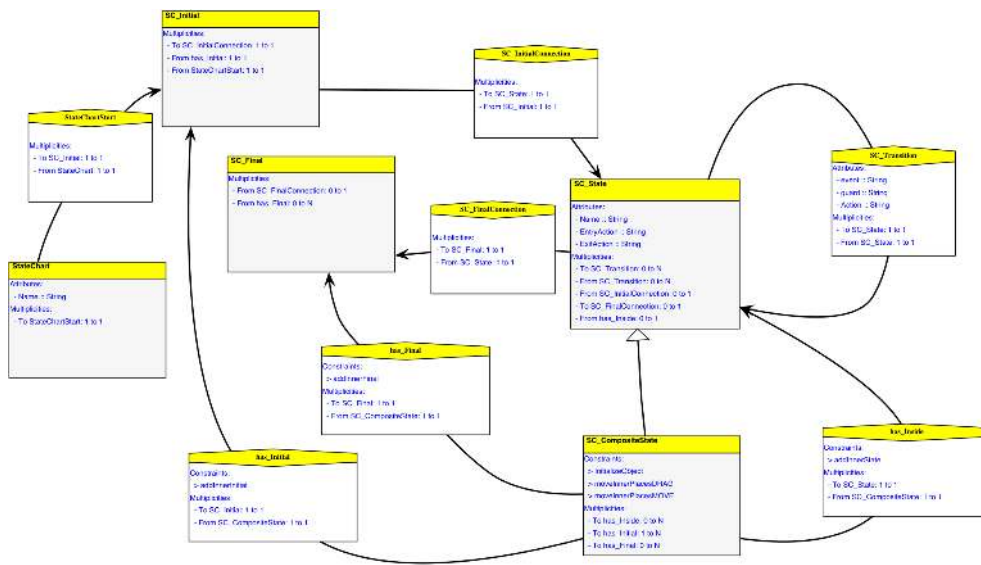 SC_Initial
Multiplicities:
- To SC_InitialConnection: 1 to 1
- From has_Initial: 1 to 1
- From StateChartStart: 1 to 1
SC_InitialConnection
Multiplicities:
- To SC_State: 1 to 1
- From SC_Initial: 1 to 1
StateChartStart
Multiplicities:
- To SC_Initial: 1 to 1
- From StateChart: 1 to 1
SC_Transition
Attributes:
- event :: String
- guard :: String
- Action :: String
Multiplicities:
- To SC_State: 1 to 1
- From SC_State: 1 to 1
SC_Final
Multiplicities
- From SC_FinalConnection: 0 to 1
- From has_Final: 0 to N
SC_State
Attributes:
- Name :: String
- EntryAction :: String
- ExitAction :: String
Multiplicities:
- To SC_Transition: 0 to N
- From SC_Transition: 0 to N
- From SC_InitialConnection: 0 to 1
- To SC_FinalConnection: 0 to 1
- From has_Inside: 0 to 1
SC_FinalConnection
Multiplicities:
- To SC_Final: 1 to 1
- From SC_State: 1 to 1
StateChart
Attributes:
- Name :: String
Multiplicities:
- To StateChartStart: 1 to 1
has_Final
Constraints:
> addInnerFinal
Multiplicities:
- To SC_Final: 1 to 1
- From SC_CompositeState: 1 to 1
has_Inside
Constraints:
> addInnerState
Multiplicities:
- To SC_State: 1 to 1
- From SC_CompositeState: 1 to 1
SC_CompositeState
Constraints:
> InitializeObject
> moveInnerPlacesDRAG
> moveInnerPlacesMOVE
Multiplicities:
- To has_Inside: 0 to N
- To has_Initial: 1 to N
- To has_Final: 0 to N
has_Initial
Constraints:
> addInnerInitial
Multiplicities
- To SC_Initial: 1 to 1
- From SC_CompositeState: 1 to 1